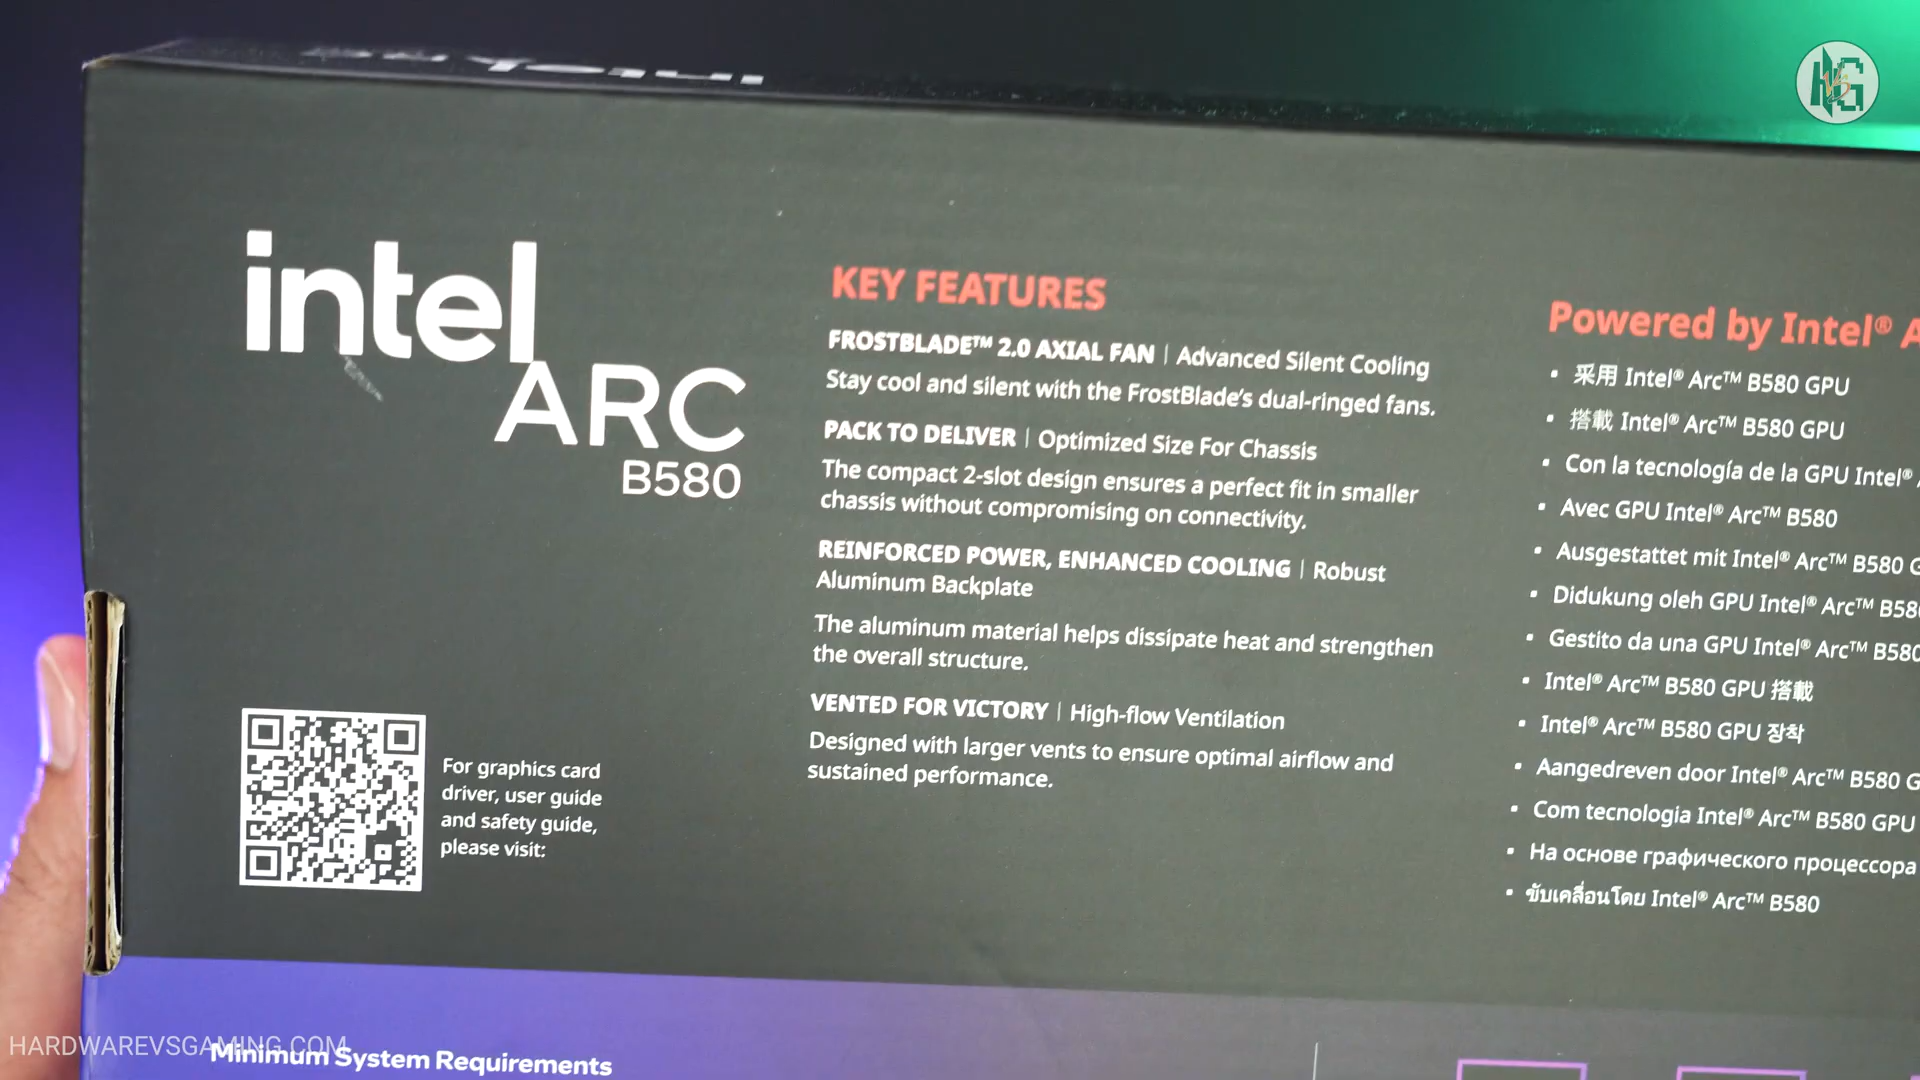 intel
ARC
B580
For graphics card
driver, user guide
and safety guide,
please visit:
KEY FEATURES
FROSTBLADE™ 2.0 AXIAL FAN | Advanced Silent Cooling
Stay cool and silent with the FrostBlade's dual-ringed fans.
PACK TO DELIVER | Optimized Size For Chassis
The compact 2-slot design ensures a perfect fit in smaller
chassis without compromising on connectivity.
REINFORCED POWER, ENHANCED COOLING | Robust
Aluminum Backplate
The aluminum material helps dissipate heat and strengthen
the overall structure.
VENTED FOR VICTORY | High-flow Ventilation
Designed with larger vents to ensure optimal airflow and
sustained performance.
Powered by Intel® A
▪ 采用 Intel® Arc™ B580 GPU
▪ 搭載 Intel® Arc™ B580 GPU
▪ Con la tecnología de la GPU Intel®
▪ Avec GPU Intel® Arc™ B580
▪ Ausgestattet mit Intel® Arc™ B580 G
▪ Didukung oleh GPU Intel® Arc™ B58
▪ Gestito da una GPU Intel® Arc™ B580
▪ Intel® Arc™ B580 GPU 搭載
▪ Intel® Arc™ B580 GPU 장착
▪ Aangedreven door Intel® Arc™ B580 G
▪ Com tecnologia Intel® Arc™ B580 GPU
▪ На основе графического процессора
▪ ขับเคลื่อนโดย Intel® Arc™ B580
HARDWAREVSGAMING.COM
Minimum System Requirements